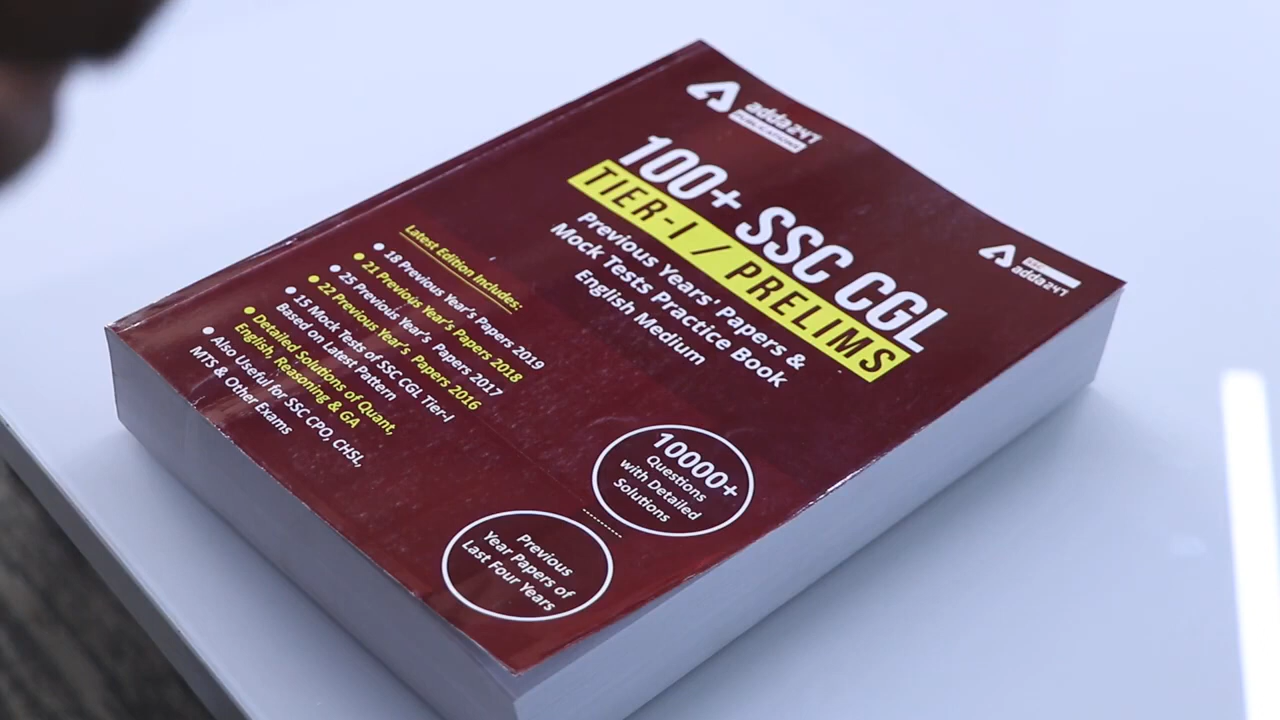 adda247
PUBLICATIONS
100+ SSC CGL
TIER-I / PRELIMS
Previous Years' Papers &
Mock Tests Practice Book
English Medium
adda247
Latest Edition Includes:
• 18 Previous Year's Papers 2019
• 21 Previous Year's Papers 2018
• 25 Previous Year's Papers 2017
• 22 Previous Year's Papers 2016
• 15 Mock Tests of SSC CGL Tier-I
Based on Latest Pattern
• Detailed Solutions of Quant,
English, Reasoning & GA
• Also Useful for SSC CPO, CHSL,
MTS & Other Exams
10000+
Questions
with Detailed
Solutions
Previous
Year Papers of
Last Four Years